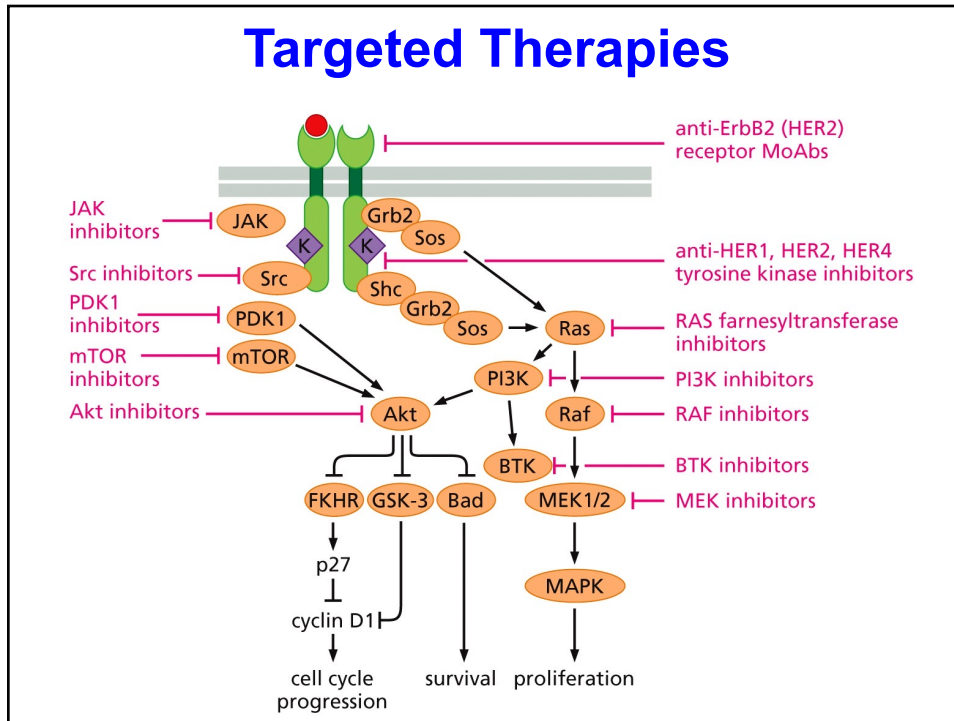 Targeted Therapies
anti-ErbB2 (HER2)
receptor MoAbs
JAK
inhibitors
JAK
Grb2
Sos
K
K
anti-HER1, HER2, HER4
tyrosine kinase inhibitors
Src inhibitors
Src
Shc
Grb2
Sos
PDK1
inhibitors
PDK1
Ras
RAS farnesyltransferase
inhibitors
mTOR
inhibitors
mTOR
PI3K
PI3K inhibitors
Akt inhibitors
Akt
Raf
RAF inhibitors
BTK
BTK inhibitors
FKHR
GSK-3
Bad
MEK1/2
MEK inhibitors
p27
MAPK
cyclin D1
cell cycle
progression
survival
proliferation